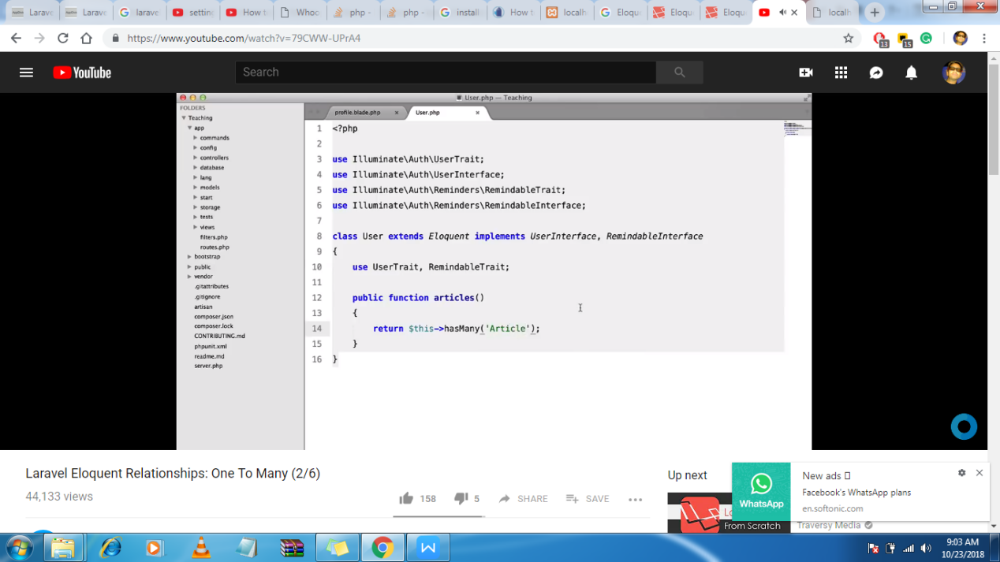 Larave
Larave
laravel
setting
How t
Whoo
php -
php -
install
How t
localh
Eloque
Eloqu
Eloqu
localh
https://www.youtube.com/watch?v=79CWW-UPrA4
13
15
YouTube
Search
User.php — Teaching
FOLDERS
Teaching
app
commands
config
controllers
database
lang
models
start
storage
tests
views
filters.php
routes.php
bootstrap
public
vendor
.gitattributes
.gitignore
artisan
composer.json
composer.lock
CONTRIBUTING.md
phpunit.xml
readme.md
server.php
profile.blade.php
User.php
1 <?php
2
3 use Illuminate\Auth\UserTrait;
4 use Illuminate\Auth\UserInterface;
5 use Illuminate\Auth\Reminders\RemindableTrait;
6 use Illuminate\Auth\Reminders\RemindableInterface;
7
8 class User extends Eloquent implements UserInterface, RemindableInterface
9 {
10 use UserTrait, RemindableTrait;
11
12 public function articles()
13 {
14 return $this->hasMany('Article');
15 }
16 }
Laravel Eloquent Relationships: One To Many (2/6)
44,133 views
158
5
SHARE
SAVE
Up next
From Scratch
Traversy Media
WhatsApp
New ads
Facebook's WhatsApp plans
en.softonic.com
9:03 AM
10/23/2018